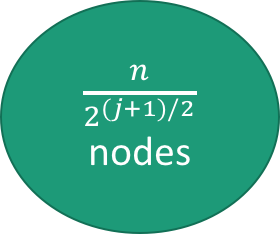 n
2^{(j+1)/2}
nodes